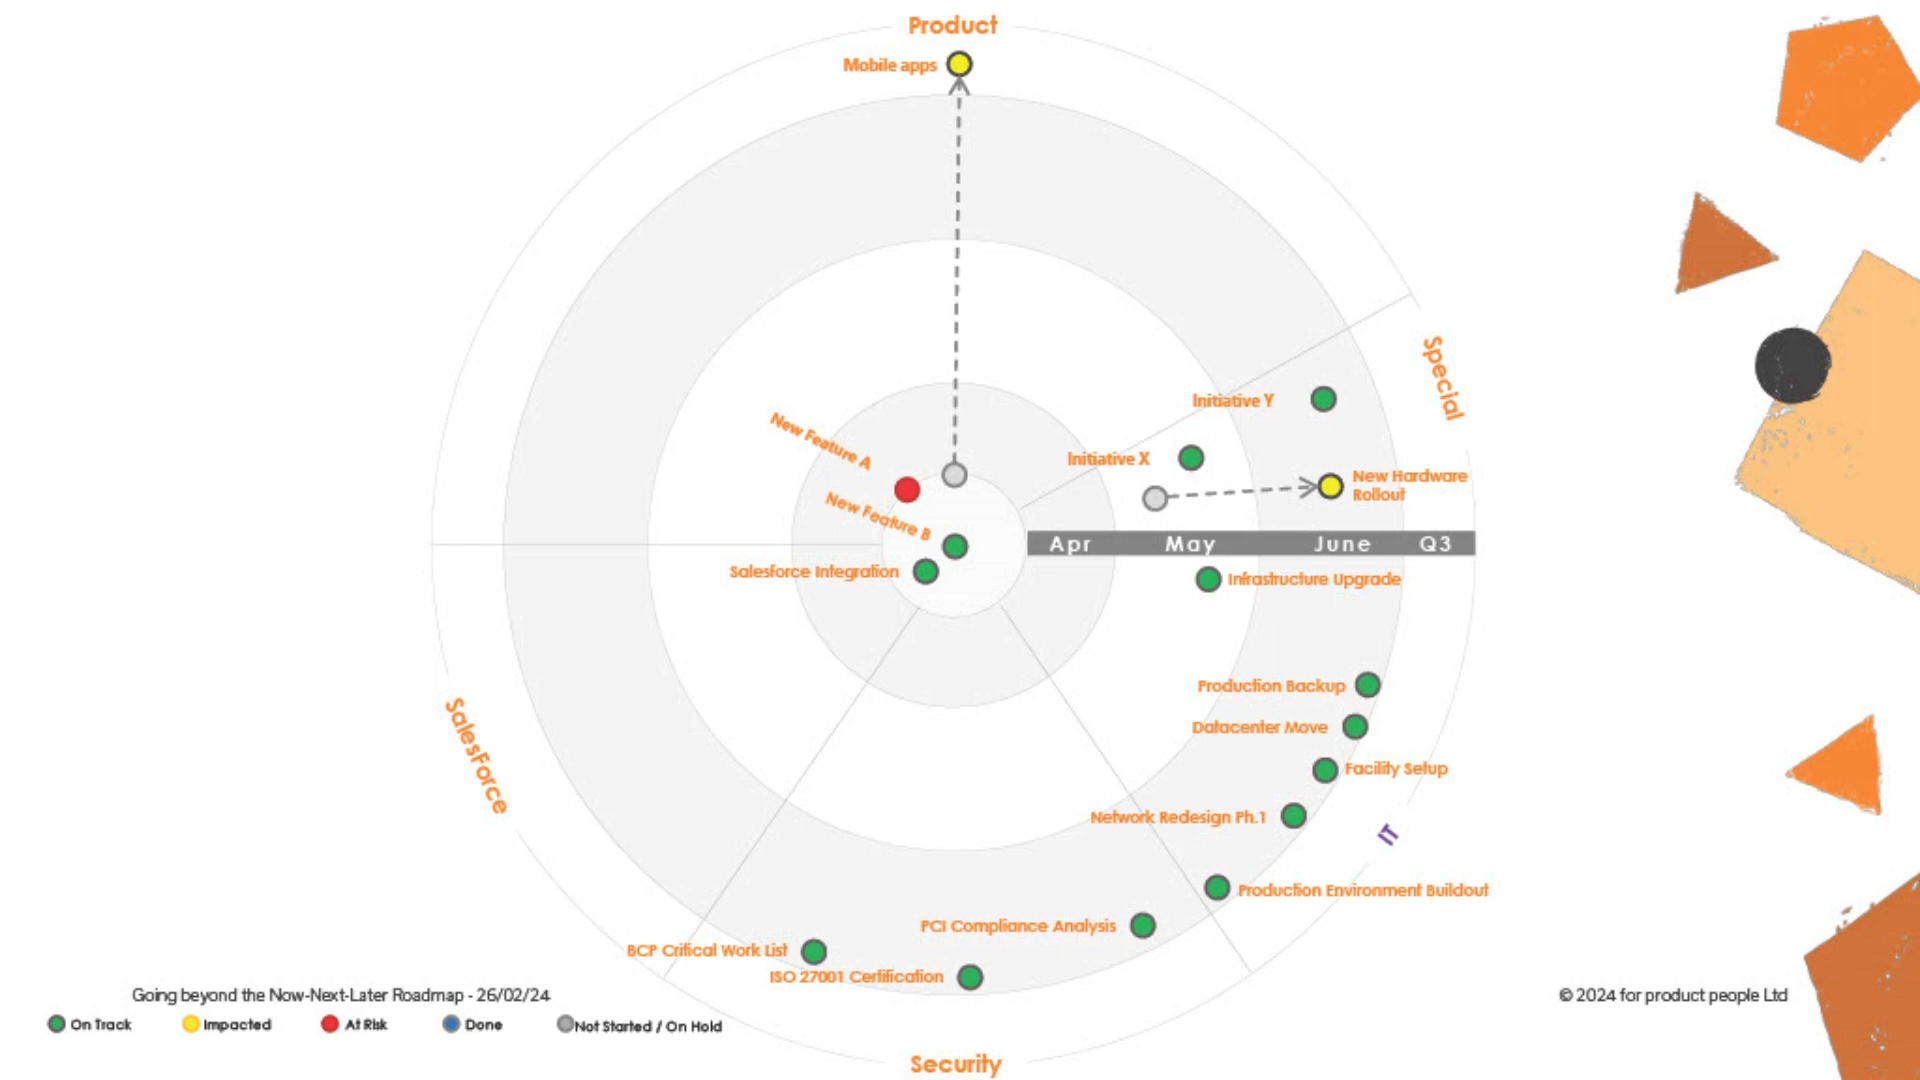 Product
Mobile apps
Special
Initiative Y
New Feature A
Initiative X
New Hardware
Rollout
New Feature B
Apr May June Q3
Salesforce Integration
Infrastructure Upgrade
Production Backup
SalesForce
Datacenter Move
Facility Setup
Network Redesign Ph.1
IT
Production Environment Buildout
PCI Compliance Analysis
BCP Critical Work List
ISO 27001 Certification
Going beyond the Now-Next-Later Roadmap - 26/02/24
© 2024 for product people Ltd
On Track Impacted At Risk Done Not Started / On Hold
Security